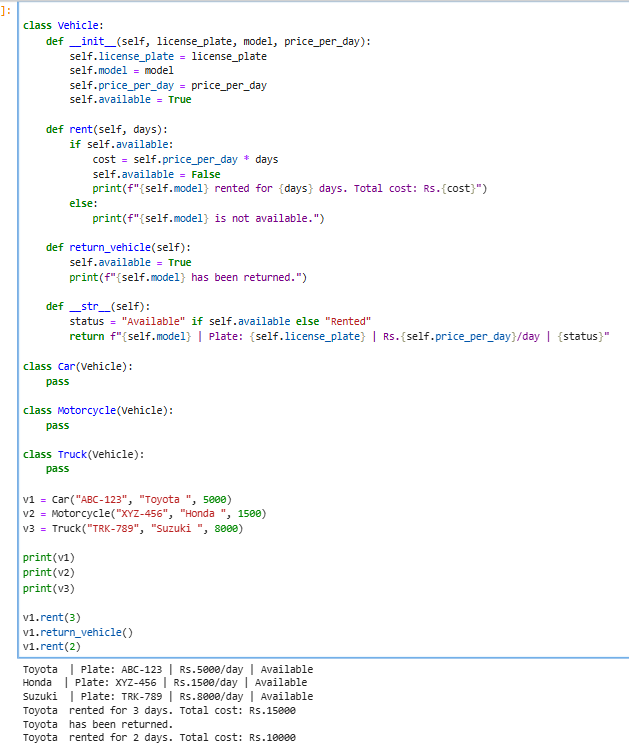 ]:
class Vehicle:
    def __init__(self, license_plate, model, price_per_day):
        self.license_plate = license_plate
        self.model = model
        self.price_per_day = price_per_day
        self.available = True

    def rent(self, days):
        if self.available:
            cost = self.price_per_day * days
            self.available = False
            print(f"{self.model} rented for {days} days. Total cost: Rs.{cost}")
        else:
            print(f"{self.model} is not available.")

    def return_vehicle(self):
        self.available = True
        print(f"{self.model} has been returned.")

    def __str__(self):
        status = "Available" if self.available else "Rented"
        return f"{self.model} | Plate: {self.license_plate} | Rs.{self.price_per_day}/day | {status}"

class Car(Vehicle):
    pass

class Motorcycle(Vehicle):
    pass

class Truck(Vehicle):
    pass

v1 = Car("ABC-123", "Toyota ", 5000)
v2 = Motorcycle("XYZ-456", "Honda ", 1500)
v3 = Truck("TRK-789", "Suzuki ", 8000)

print(v1)
print(v2)
print(v3)

v1.rent(3)
v1.return_vehicle()
v1.rent(2)
Toyota  | Plate: ABC-123 | Rs.5000/day | Available
Honda  | Plate: XYZ-456 | Rs.1500/day | Available
Suzuki  | Plate: TRK-789 | Rs.8000/day | Available
Toyota  rented for 3 days. Total cost: Rs.15000
Toyota  has been returned.
Toyota  rented for 2 days. Total cost: Rs.10000